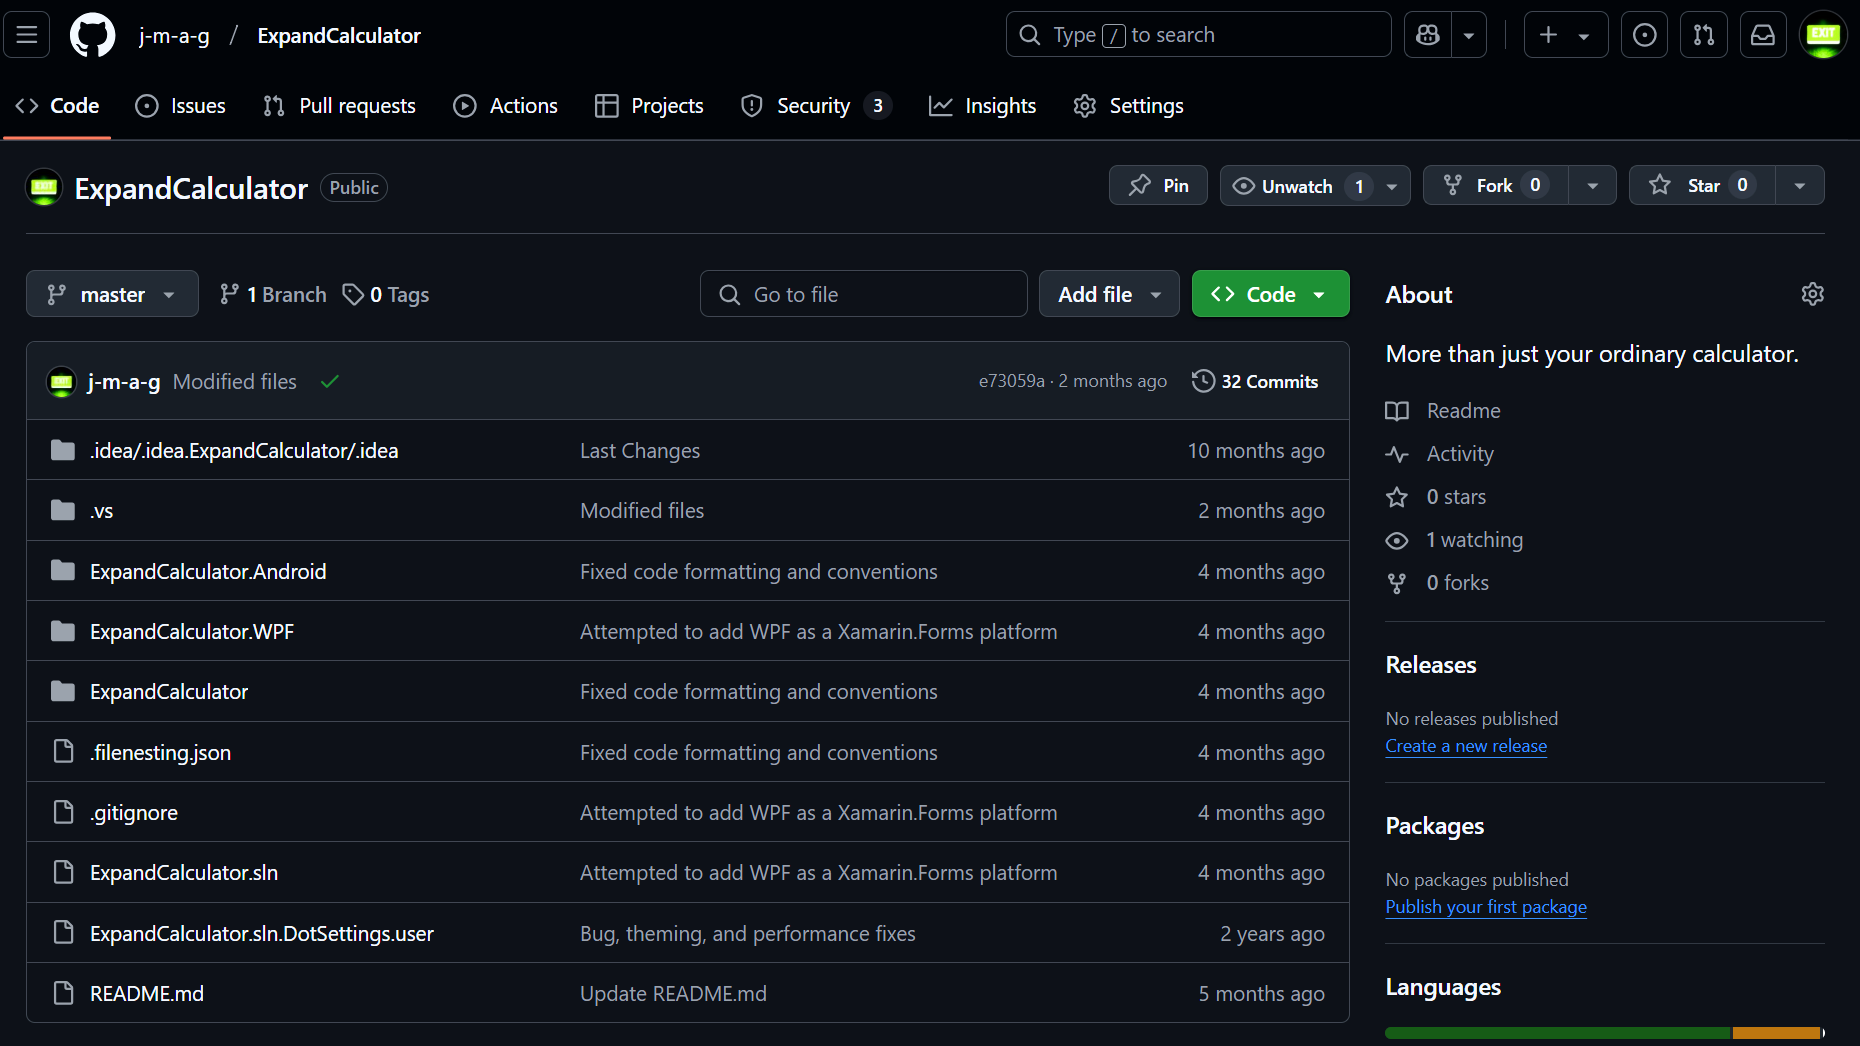 j-m-a-g / ExpandCalculator
Type / to search
Code
Issues
Pull requests
Actions
Projects
Security 3
Insights
Settings
EXIT
ExpandCalculator
Public
Pin
Unwatch 1
Fork 0
Star 0
master
1 Branch
0 Tags
Go to file
Add file
Code
j-m-a-g Modified files
e73059a · 2 months ago
32 Commits
.idea/.idea.ExpandCalculator/.idea Last Changes 10 months ago
.vs Modified files 2 months ago
ExpandCalculator.Android Fixed code formatting and conventions 4 months ago
ExpandCalculator.WPF Attempted to add WPF as a Xamarin.Forms platform 4 months ago
ExpandCalculator Fixed code formatting and conventions 4 months ago
.filenesting.json Fixed code formatting and conventions 4 months ago
.gitignore Attempted to add WPF as a Xamarin.Forms platform 4 months ago
ExpandCalculator.sln Attempted to add WPF as a Xamarin.Forms platform 4 months ago
ExpandCalculator.sln.DotSettings.user Bug, theming, and performance fixes 2 years ago
README.md Update README.md 5 months ago
About
More than just your ordinary calculator.
Readme
Activity
0 stars
1 watching
0 forks
Releases
No releases published
Create a new release
Packages
No packages published
Publish your first package
Languages